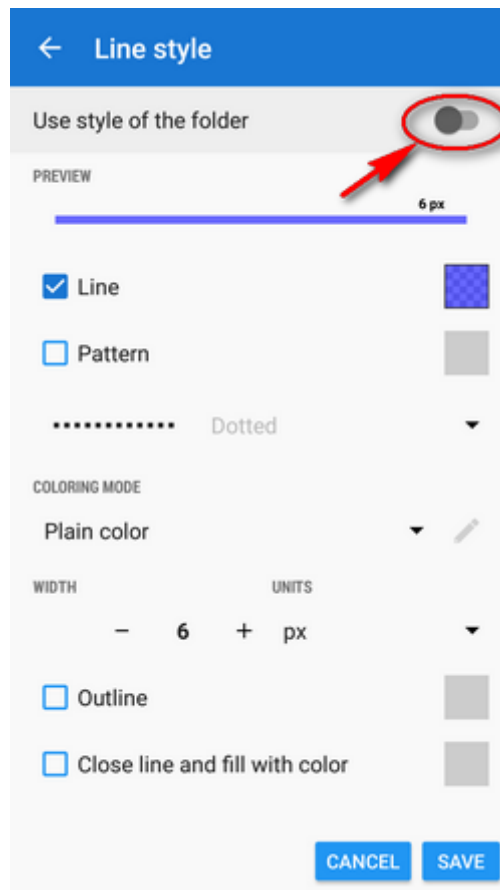 Line style
Use style of the folder
PREVIEW
6 px
Line
Pattern
Dotted
COLORING MODE
Plain color
WIDTH UNITS
− 6 + px
Outline
Close line and fill with color
CANCEL SAVE